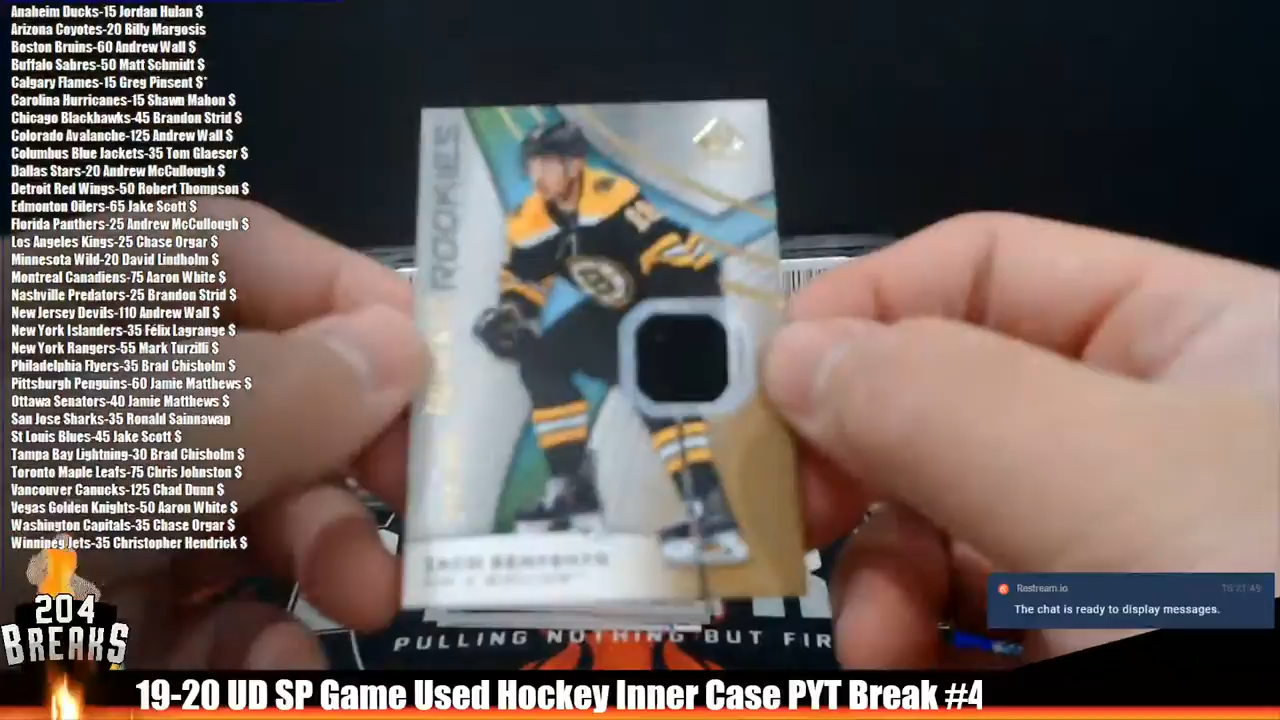 Anaheim Ducks-15 Jordan Hulan $
Arizona Coyotes-20 Billy Margosis
Boston Bruins-60 Andrew Wall $
Buffalo Sabres-50 Matt Schmidt $
Calgary Flames-15 Greg Pinsent $*
Carolina Hurricanes-15 Shawn Mahon $
Chicago Blackhawks-45 Brandon Strid $
Colorado Avalanche-125 Andrew Wall $
Columbus Blue Jackets-35 Tom Glaeser $
Dallas Stars-20 Andrew McCullough $
Detroit Red Wings-50 Robert Thompson $
Edmonton Oilers-65 Jake Scott $
Florida Panthers-25 Andrew McCullough $
Los Angeles Kings-25 Chase Orgar $
Minnesota Wild-20 David Lindholm $
Montreal Canadiens-75 Aaron White $
Nashville Predators-25 Brandon Strid $
New Jersey Devils-110 Andrew Wall $
New York Islanders-35 Félix Lagrange $
New York Rangers-55 Mark Turzilli $
Philadelphia Flyers-35 Brad Chisholm $
Pittsburgh Penguins-60 Jamie Matthews $
Ottawa Senators-40 Jamie Matthews $
San Jose Sharks-35 Ronald Sainnawap
St Louis Blues-45 Jake Scott $
Tampa Bay Lightning-30 Brad Chisholm $
Toronto Maple Leafs-75 Chris Johnston $
Vancouver Canucks-125 Chad Dunn $
Vegas Golden Knights-50 Aaron White $
Washington Capitals-35 Chase Orgar $
Winnipeg Jets-35 Christopher Hendrick $
204
BREAKS
ROOKIES
SP
B
PULLING NOTHING BUT FIR
Restream.io
The chat is ready to display messages.
19-20 UD SP Game Used Hockey Inner Case PYT Break #4